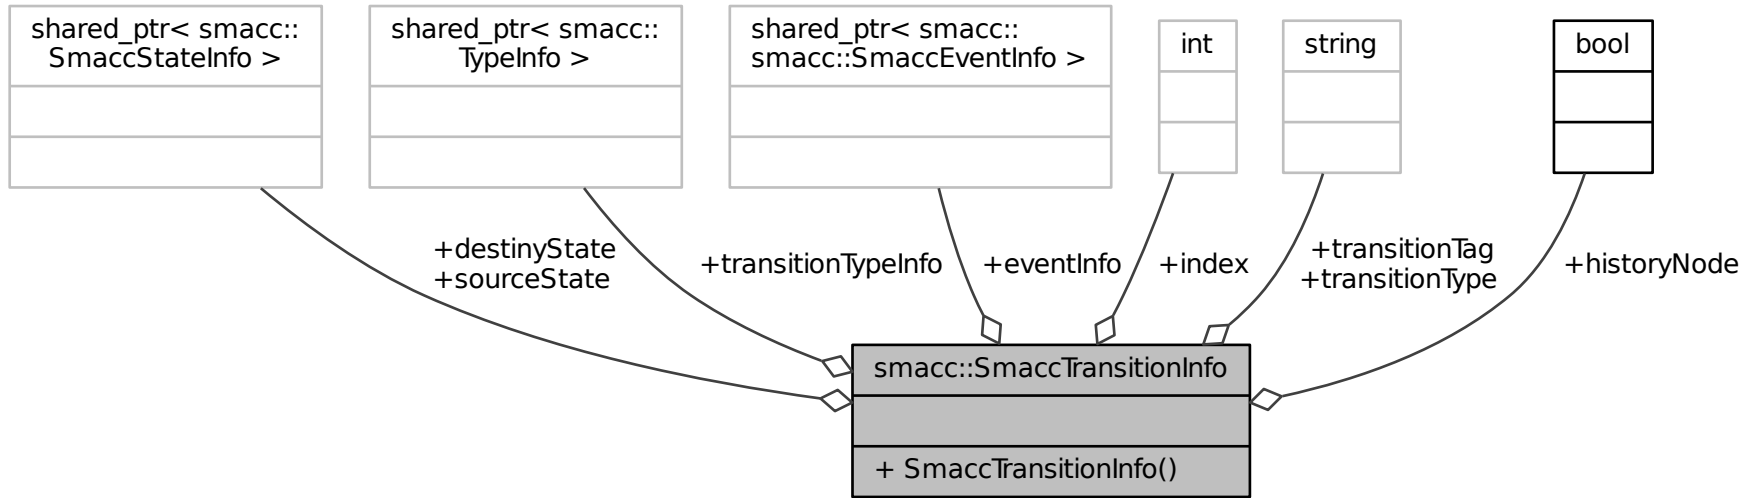 shared_ptr< smacc::
SmaccStateInfo >
shared_ptr< smacc::
TypeInfo >
shared_ptr< smacc::
smacc::SmaccEventInfo >
int
string
bool
+destinyState
+sourceState
+transitionTypeInfo
+eventInfo
+index
+transitionTag
+transitionType
+historyNode
smacc::SmaccTransitionInfo
+ SmaccTransitionInfo()